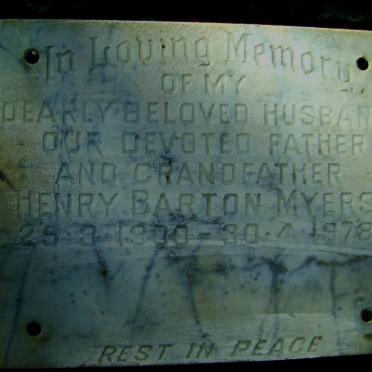 In Loving Memory
OF MY
DEARLY BELOVED HUSBAND
OUR DEVOTED FATHER
AND GRANDFATHER
HENRY BARTON MYERS
25·3·1900 – 30·4·1978
REST IN PEACE